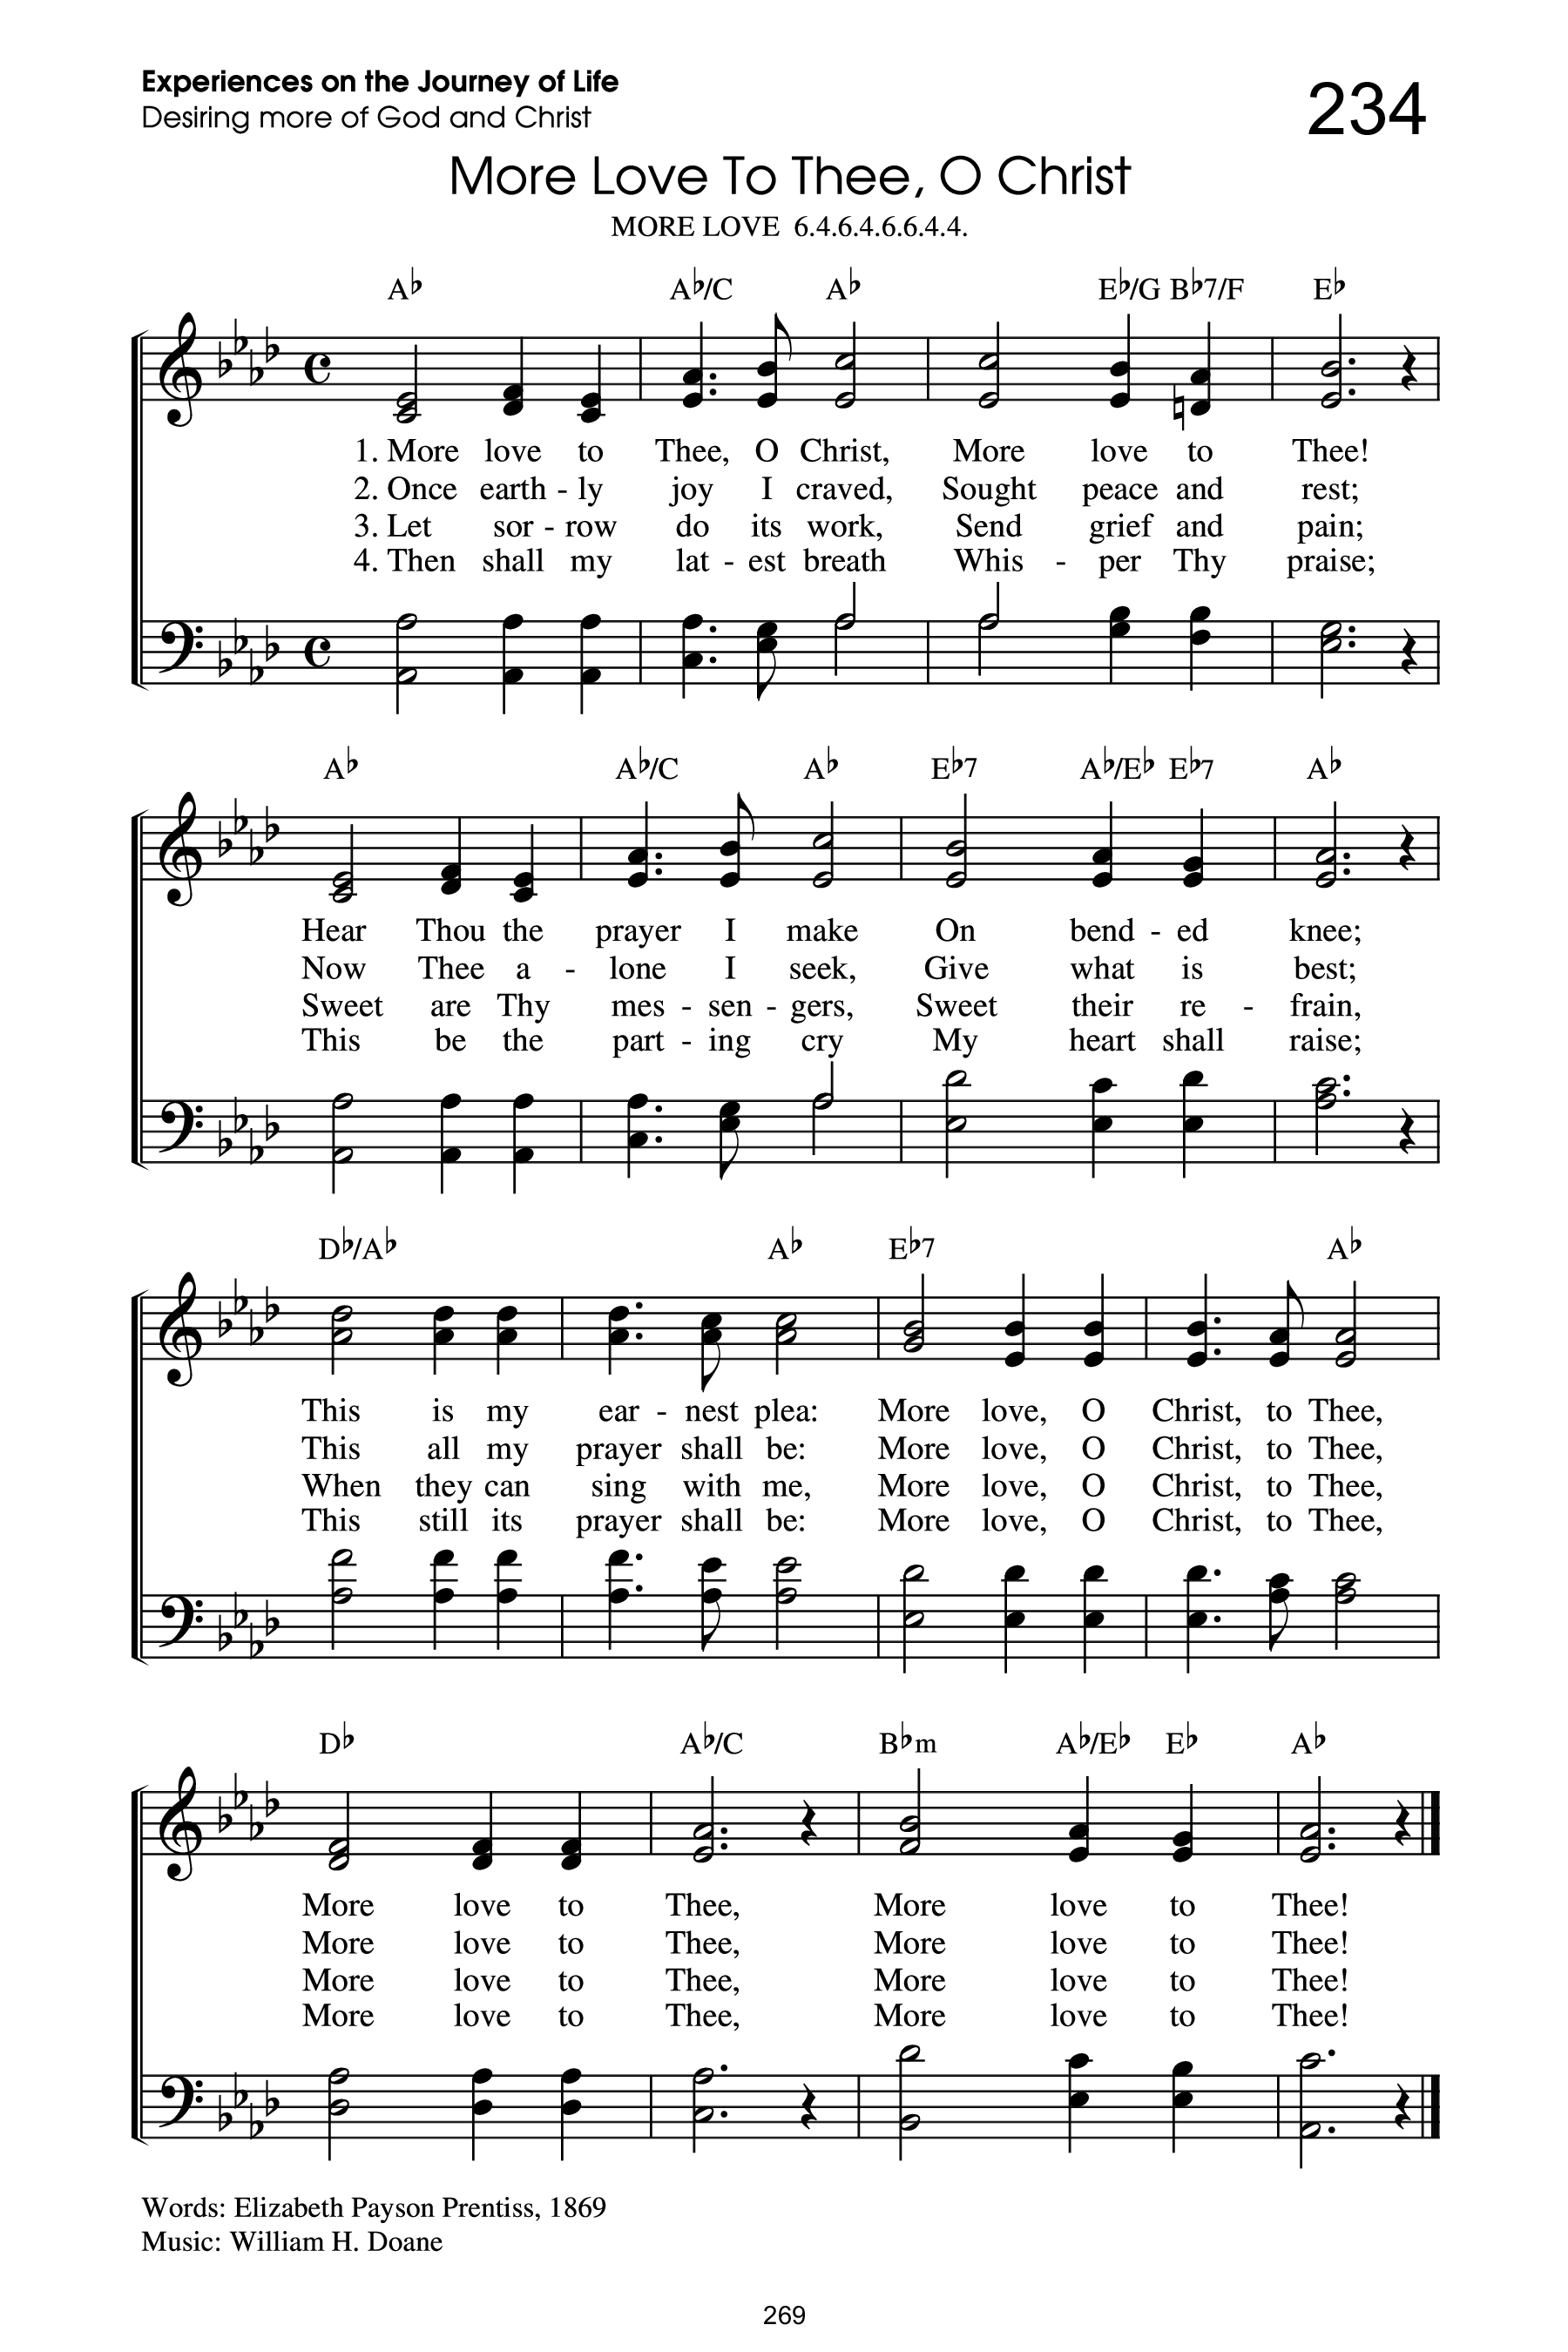 Experiences on the Journey of Life
Desiring more of God and Christ
234
More Love To Thee, O Christ
MORE LOVE  6.4.6.4.6.6.4.4.
A♭ A♭/C A♭ E♭/G B♭7/F E♭
1. More love to Thee, O Christ, More love to Thee!
2. Once earth - ly joy I craved, Sought peace and rest;
3. Let sor - row do its work, Send grief and pain;
4. Then shall my lat - est breath Whis - per Thy praise;
A♭ A♭/C A♭ E♭7 A♭/E♭ E♭7 A♭
Hear Thou the prayer I make On bend - ed knee;
Now Thee a - lone I seek, Give what is best;
Sweet are Thy mes - sen - gers, Sweet their re - frain,
This be the part - ing cry My heart shall raise;
D♭/A♭ A♭ E♭7 A♭
This is my ear - nest plea: More love, O Christ, to Thee,
This all my prayer shall be: More love, O Christ, to Thee,
When they can sing with me, More love, O Christ, to Thee,
This still its prayer shall be: More love, O Christ, to Thee,
D♭ A♭/C B♭m A♭/E♭ E♭ A♭
More love to Thee, More love to Thee!
More love to Thee, More love to Thee!
More love to Thee, More love to Thee!
More love to Thee, More love to Thee!
Words: Elizabeth Payson Prentiss, 1869
Music: William H. Doane
269